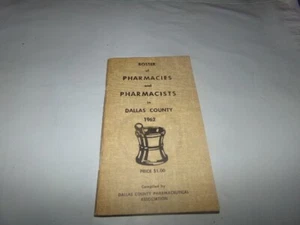 ROSTER
of
PHARMACIES
and
PHARMACISTS
in
DALLAS COUNTY
1962
PRICE $1.00
Compiled by
DALLAS COUNTY PHARMACEUTICAL
ASSOCIATION